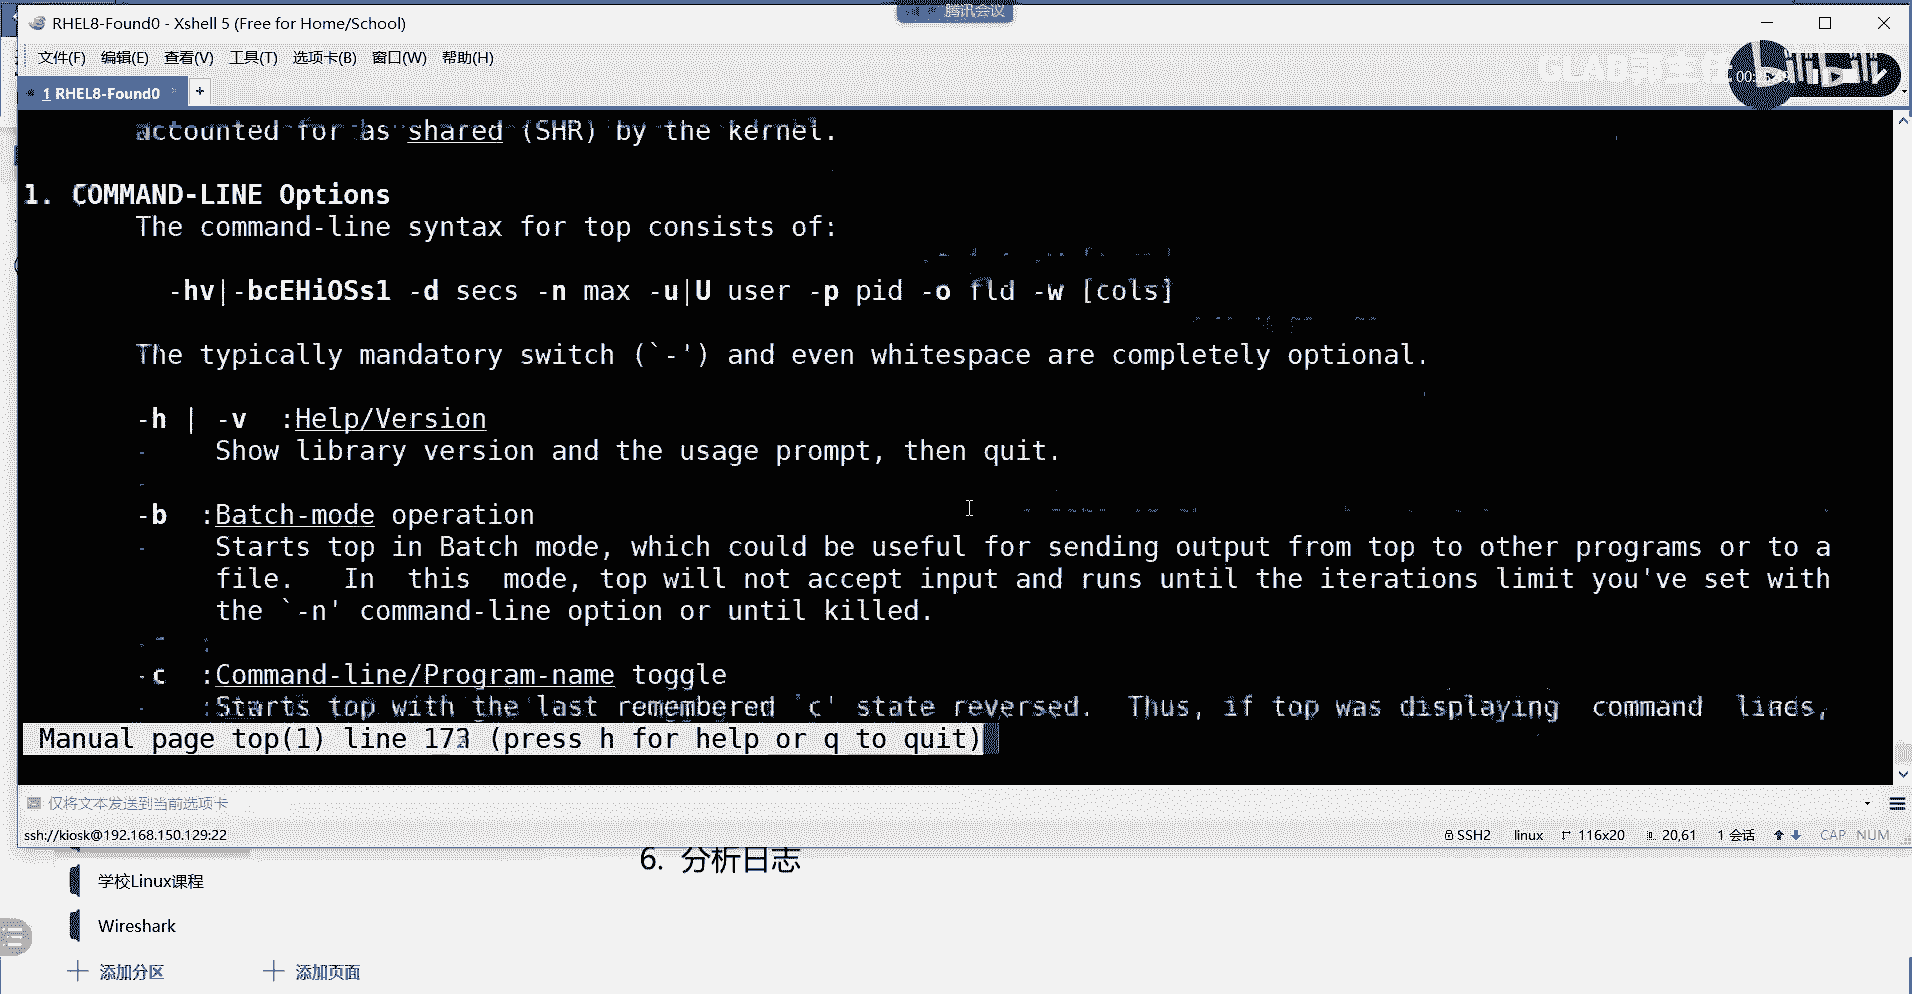 腾讯会议
RHEL8-Found0 - Xshell 5 (Free for Home/School)
文件(F) 编辑(E) 查看(V) 工具(T) 选项卡(B) 窗口(W) 帮助(H)
bilibili
1 RHEL8-Found0 +
accounted for as shared (SHR) by the kernel.
1. COMMAND-LINE Options
The command-line syntax for top consists of:
-hv|-bcEHiOSs1 -d secs -n max -u|U user -p pid -o fld -w [cols]
The typically mandatory switch (`-') and even whitespace are completely optional.
-h | -v :Help/Version
Show library version and the usage prompt, then quit.
-b :Batch-mode operation
Starts top in Batch mode, which could be useful for sending output from top to other programs or to a
file. In this mode, top will not accept input and runs until the iterations limit you've set with
the `-n' command-line option or until killed.
-c :Command-line/Program-name toggle
Starts top with the last remembered `c' state reversed. Thus, if top was displaying command lines,
Manual page top(1) line 173 (press h for help or q to quit)
仅将文本发送到当前选项卡
ssh://kiosk@192.168.150.129:22 SSH2 linux 116x20 20,61 1 会话 CAP NUM
6. 分析日志
学校Linux课程
Wireshark
添加分区 添加页面